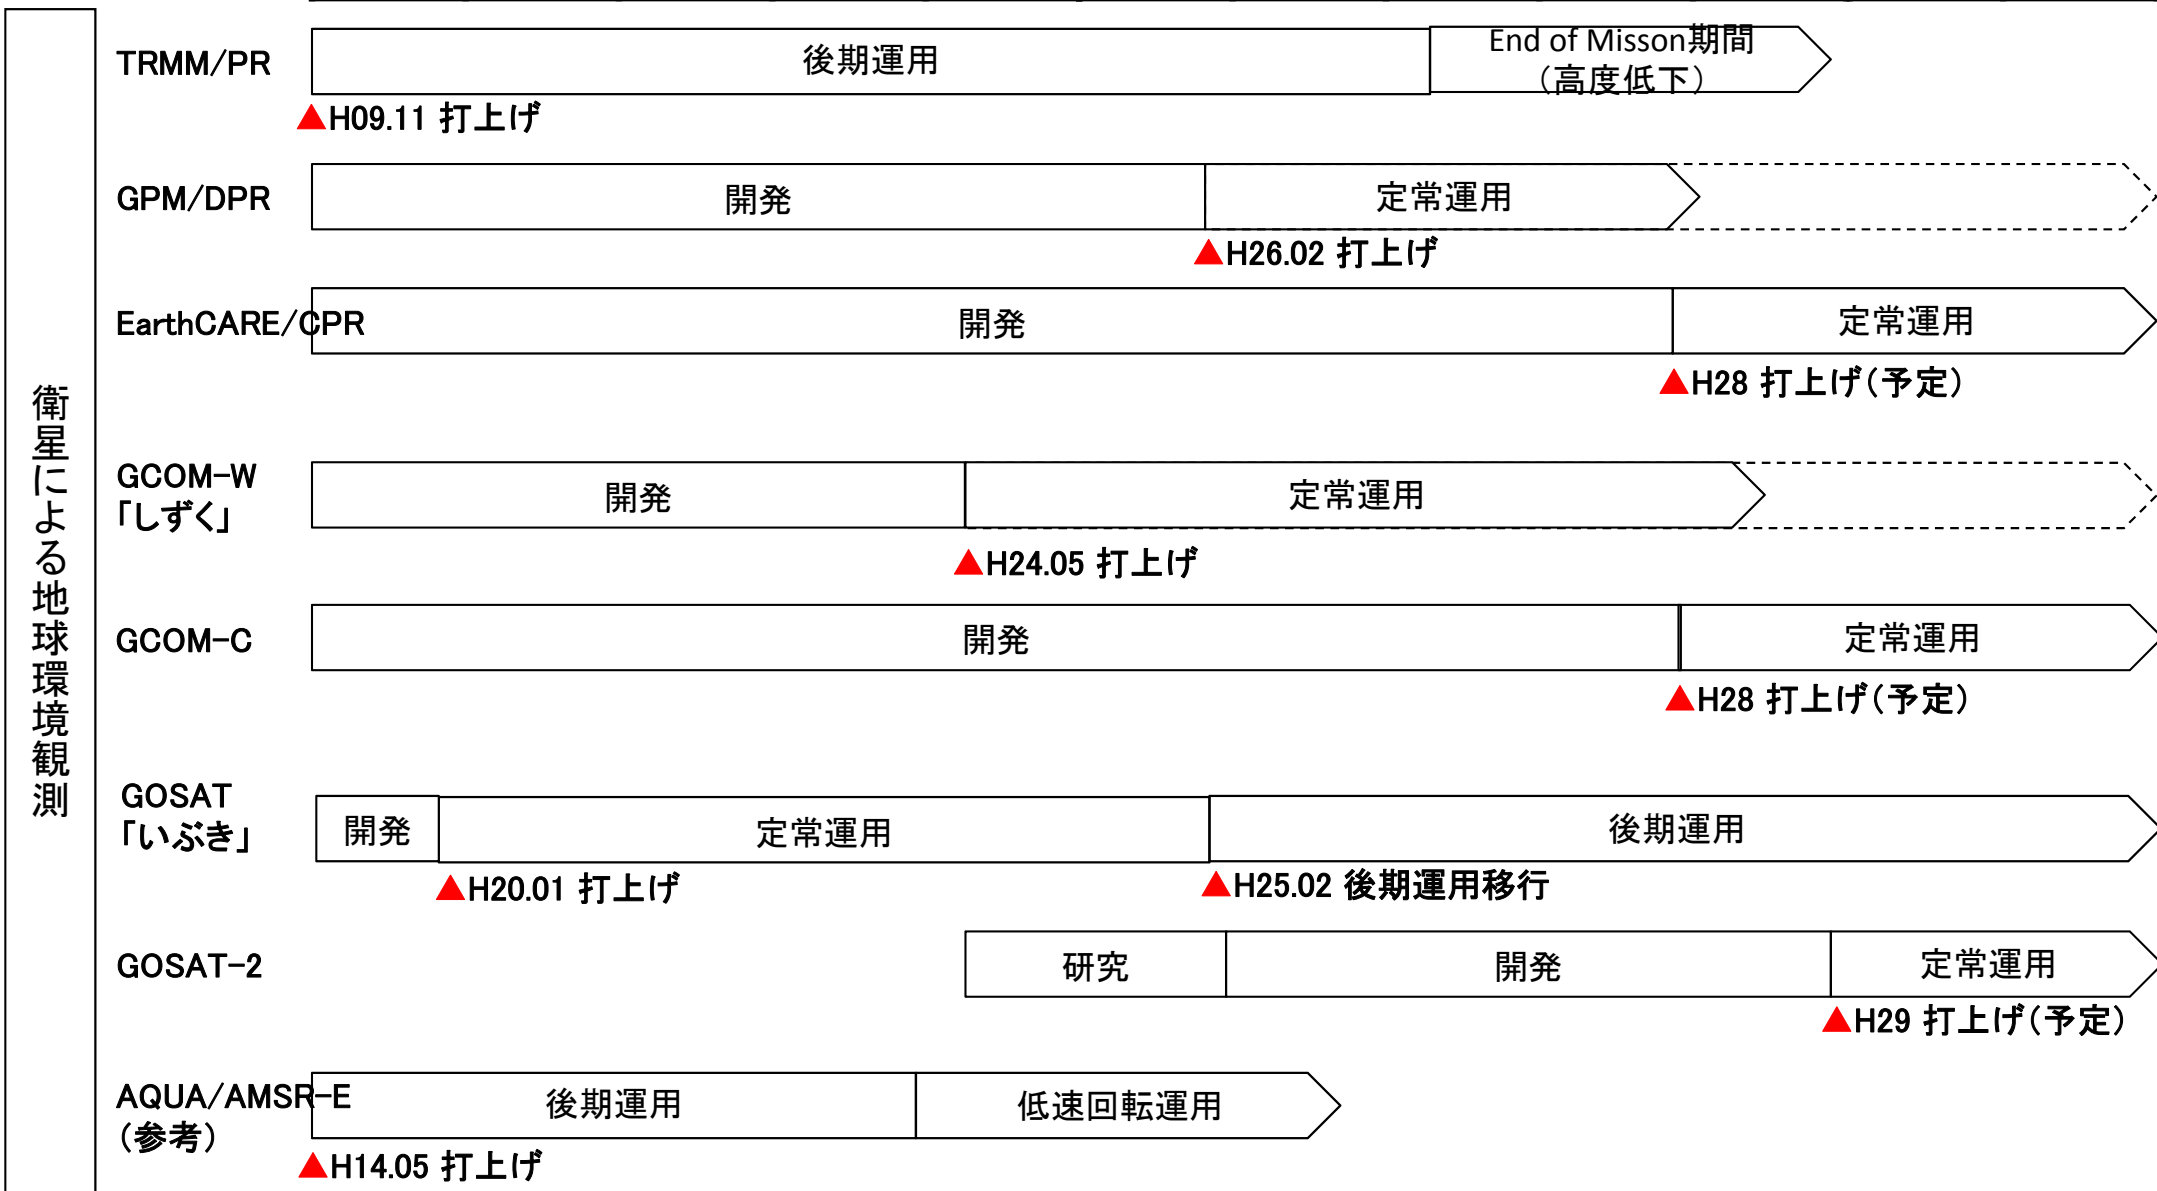 衛星による地球環境観測
TRMM/PR
後期運用
End of Misson期間
（高度低下）
▲H09.11 打上げ
GPM/DPR
開発
定常運用
▲H26.02 打上げ
EarthCARE/CPR
開発
定常運用
▲H28 打上げ（予定）
GCOM-W
「しずく」
開発
定常運用
▲H24.05 打上げ
GCOM-C
開発
定常運用
▲H28 打上げ（予定）
GOSAT
「いぶき」
開発
定常運用
後期運用
▲H20.01 打上げ
▲H25.02 後期運用移行
GOSAT-2
研究
開発
定常運用
▲H29 打上げ（予定）
AQUA/AMSR-E
（参考）
後期運用
低速回転運用
▲H14.05 打上げ